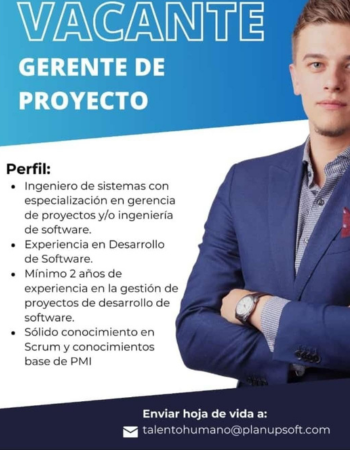 VACANTE
GERENTE DE
PROYECTO
Perfil:
• Ingeniero de sistemas con
especialización en gerencia
de proyectos y/o ingeniería
de software.
• Experiencia en Desarrollo
de Software.
• Mínimo 2 años de
experiencia en la gestión de
proyectos de desarrollo de
software.
• Sólido conocimiento en
Scrum y conocimientos
base de PMI
Enviar hoja de vida a:
talentohumano@planupsoft.com